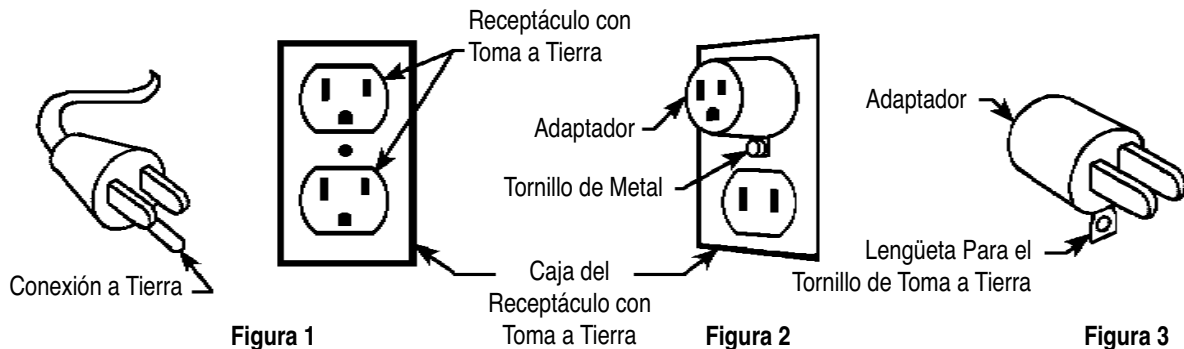 Receptáculo con
Toma a Tierra
Conexión a Tierra
Adaptador
Tornillo de Metal
Caja del
Receptáculo con
Toma a Tierra
Adaptador
Lengüeta Para el
Tornillo de Toma a Tierra
Figura 1
Figura 2
Figura 3